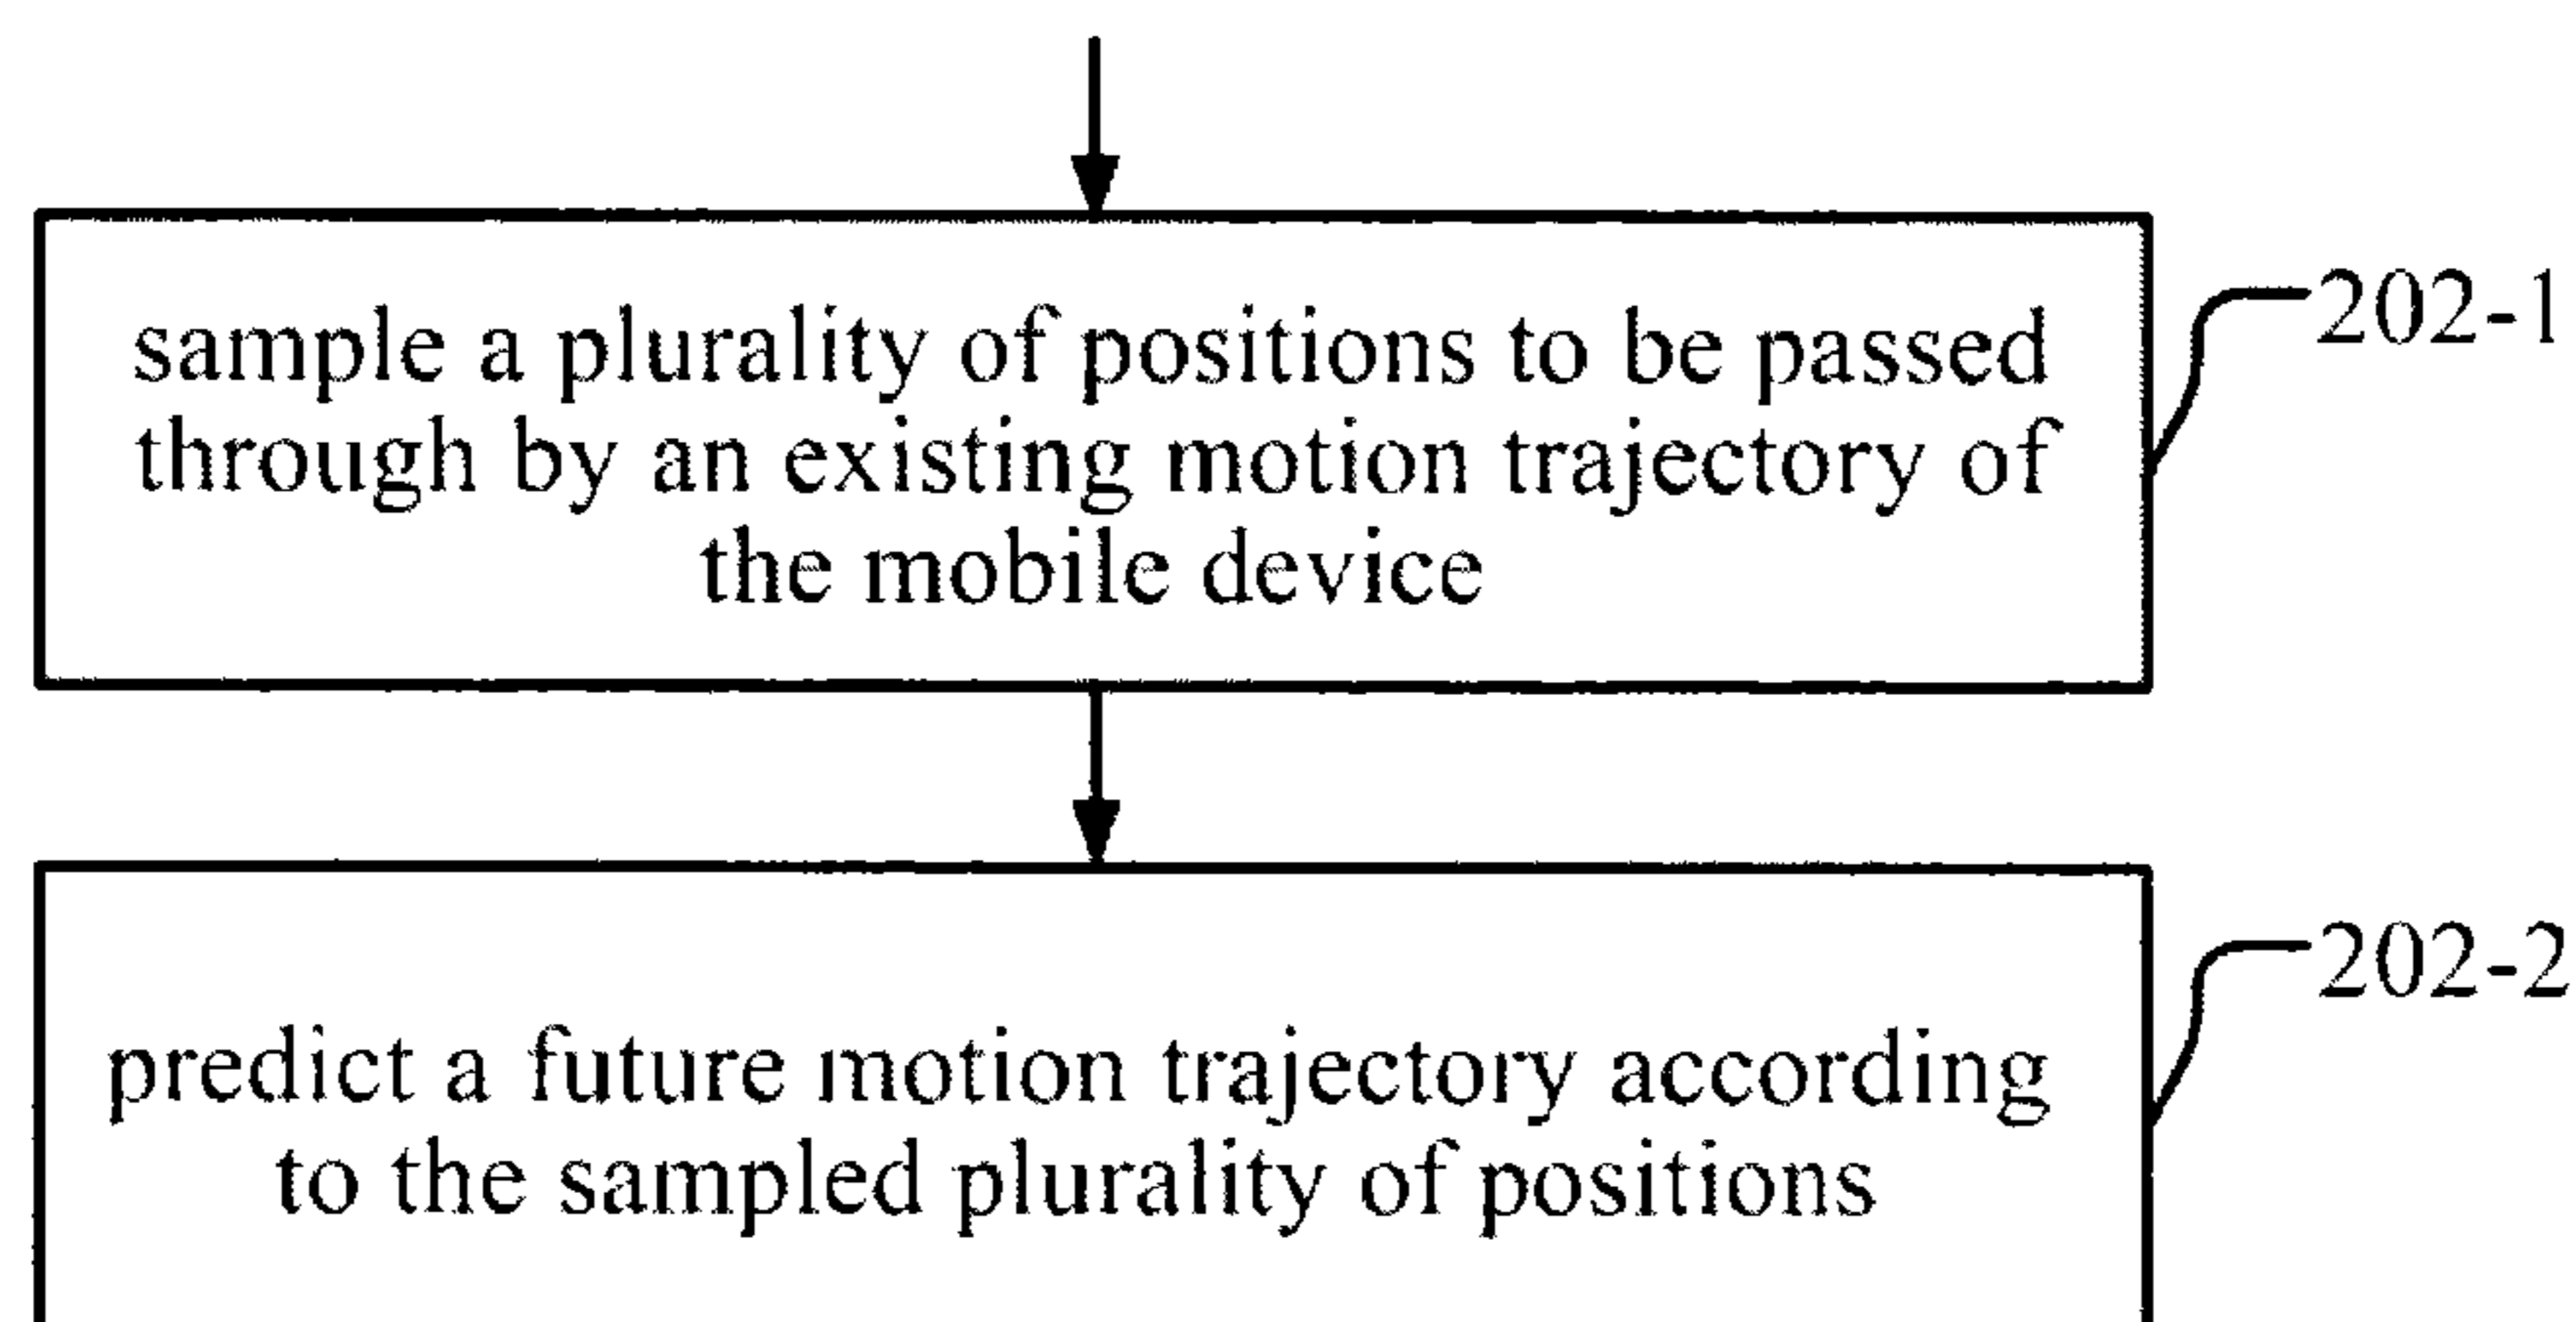 sample a plurality of positions to be passed
through by an existing motion trajectory of
the mobile device
202-1
predict a future motion trajectory according
to the sampled plurality of positions
202-2